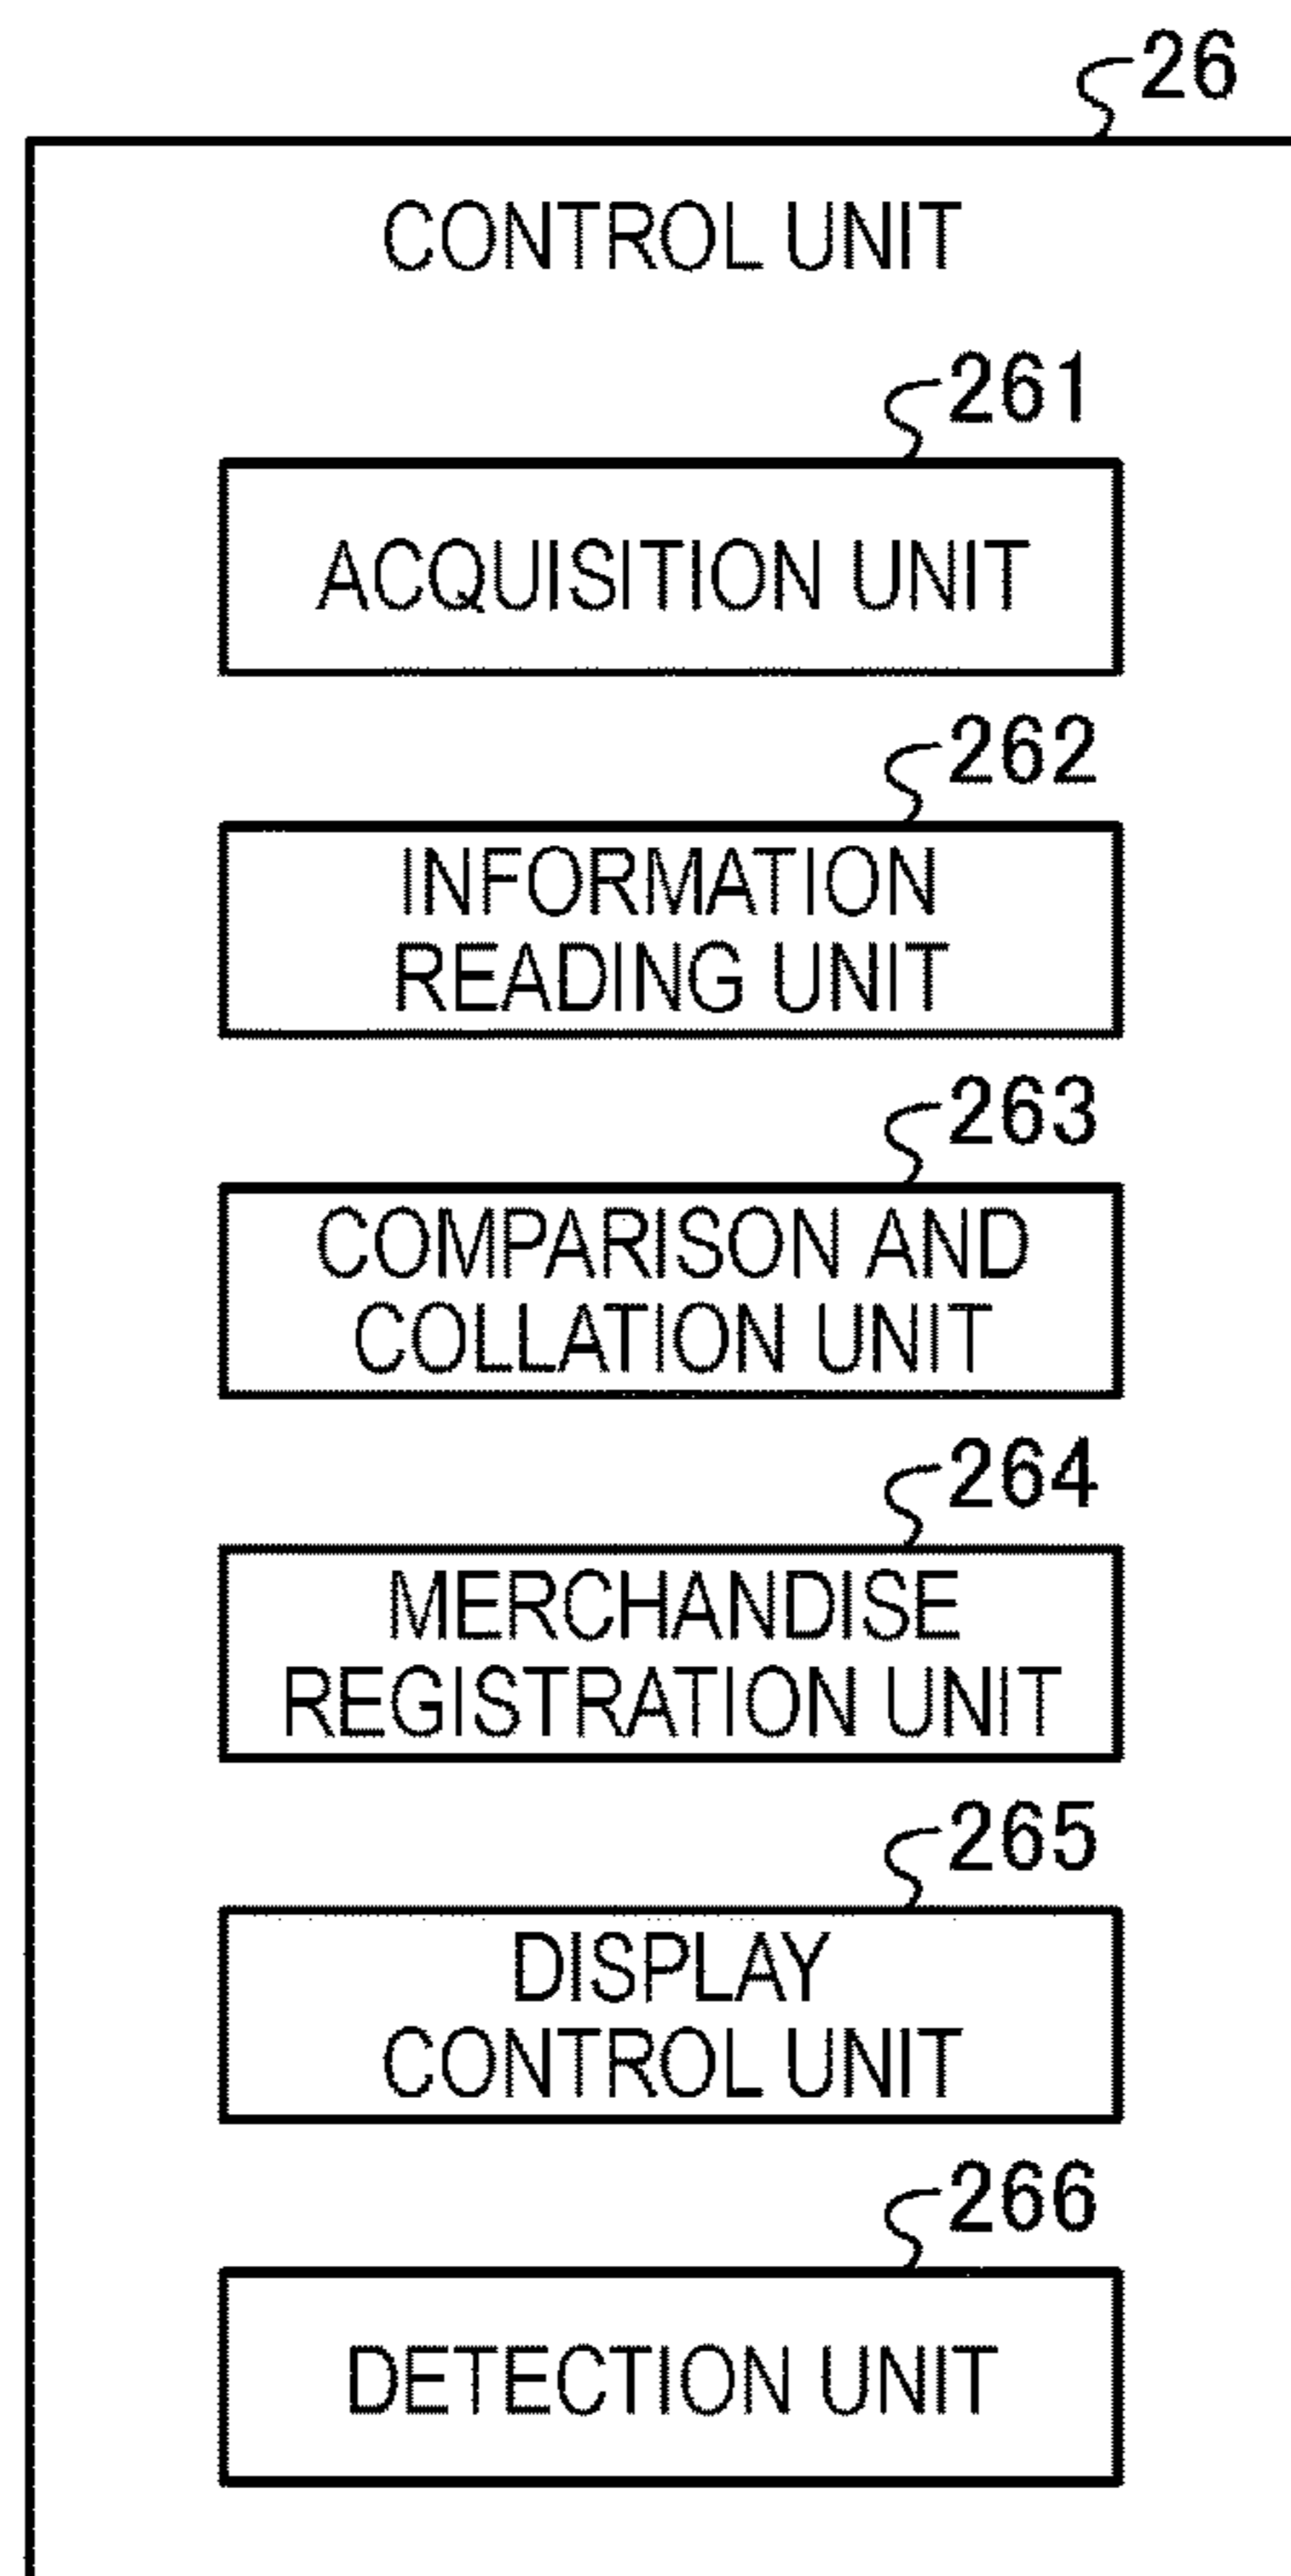 26
CONTROL UNIT
261
ACQUISITION UNIT
262
INFORMATION
READING UNIT
263
COMPARISON AND
COLLATION UNIT
264
MERCHANDISE
REGISTRATION UNIT
265
DISPLAY
CONTROL UNIT
266
DETECTION UNIT